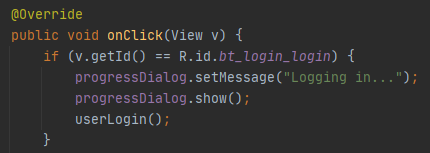 @Override
public void onClick(View v) {
    if (v.getId() == R.id.bt_login_login) {
        progressDialog.setMessage("Logging in...");
        progressDialog.show();
        userLogin();
    }